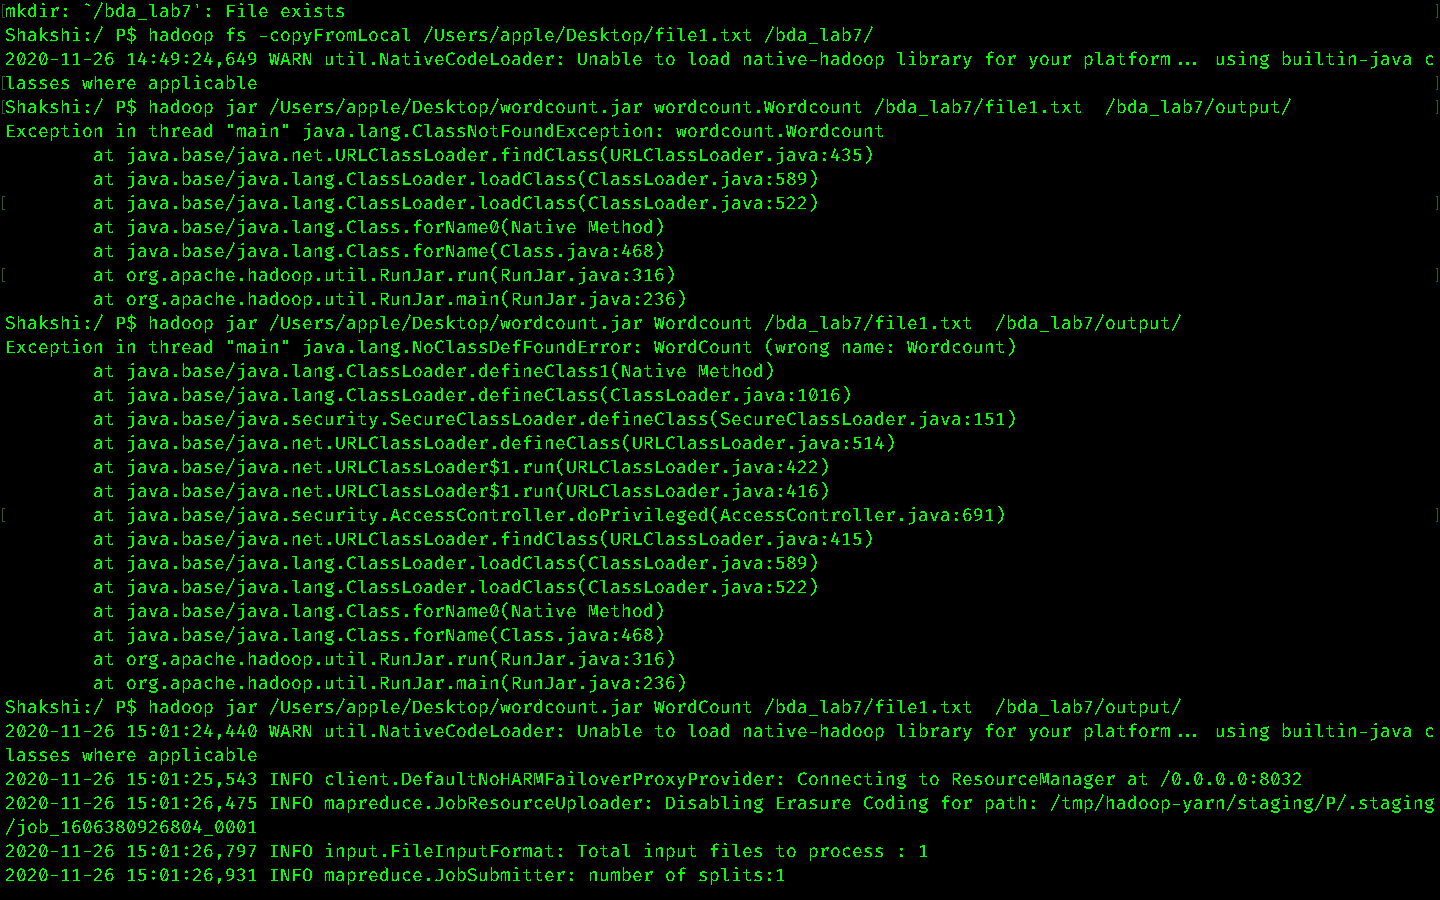 mkdir: `/bda_lab7': File exists
Shakshi:/ P$ hadoop fs -copyFromLocal /Users/apple/Desktop/file1.txt /bda_lab7/
2020-11-26 14:49:24,649 WARN util.NativeCodeLoader: Unable to load native-hadoop library for your platform... using builtin-java c
lasses where applicable
Shakshi:/ P$ hadoop jar /Users/apple/Desktop/wordcount.jar wordcount.Wordcount /bda_lab7/file1.txt  /bda_lab7/output/
Exception in thread "main" java.lang.ClassNotFoundException: wordcount.Wordcount
        at java.base/java.net.URLClassLoader.findClass(URLClassLoader.java:435)
        at java.base/java.lang.ClassLoader.loadClass(ClassLoader.java:589)
        at java.base/java.lang.ClassLoader.loadClass(ClassLoader.java:522)
        at java.base/java.lang.Class.forName0(Native Method)
        at java.base/java.lang.Class.forName(Class.java:468)
        at org.apache.hadoop.util.RunJar.run(RunJar.java:316)
        at org.apache.hadoop.util.RunJar.main(RunJar.java:236)
Shakshi:/ P$ hadoop jar /Users/apple/Desktop/wordcount.jar Wordcount /bda_lab7/file1.txt  /bda_lab7/output/
Exception in thread "main" java.lang.NoClassDefFoundError: WordCount (wrong name: Wordcount)
        at java.base/java.lang.ClassLoader.defineClass1(Native Method)
        at java.base/java.lang.ClassLoader.defineClass(ClassLoader.java:1016)
        at java.base/java.security.SecureClassLoader.defineClass(SecureClassLoader.java:151)
        at java.base/java.net.URLClassLoader.defineClass(URLClassLoader.java:514)
        at java.base/java.net.URLClassLoader$1.run(URLClassLoader.java:422)
        at java.base/java.net.URLClassLoader$1.run(URLClassLoader.java:416)
        at java.base/java.security.AccessController.doPrivileged(AccessController.java:691)
        at java.base/java.net.URLClassLoader.findClass(URLClassLoader.java:415)
        at java.base/java.lang.ClassLoader.loadClass(ClassLoader.java:589)
        at java.base/java.lang.ClassLoader.loadClass(ClassLoader.java:522)
        at java.base/java.lang.Class.forName0(Native Method)
        at java.base/java.lang.Class.forName(Class.java:468)
        at org.apache.hadoop.util.RunJar.run(RunJar.java:316)
        at org.apache.hadoop.util.RunJar.main(RunJar.java:236)
Shakshi:/ P$ hadoop jar /Users/apple/Desktop/wordcount.jar WordCount /bda_lab7/file1.txt  /bda_lab7/output/
2020-11-26 15:01:24,440 WARN util.NativeCodeLoader: Unable to load native-hadoop library for your platform... using builtin-java c
lasses where applicable
2020-11-26 15:01:25,543 INFO client.DefaultNoHARMFailoverProxyProvider: Connecting to ResourceManager at /0.0.0.0:8032
2020-11-26 15:01:26,475 INFO mapreduce.JobResourceUploader: Disabling Erasure Coding for path: /tmp/hadoop-yarn/staging/P/.staging
/job_1606380926804_0001
2020-11-26 15:01:26,797 INFO input.FileInputFormat: Total input files to process : 1
2020-11-26 15:01:26,931 INFO mapreduce.JobSubmitter: number of splits:1